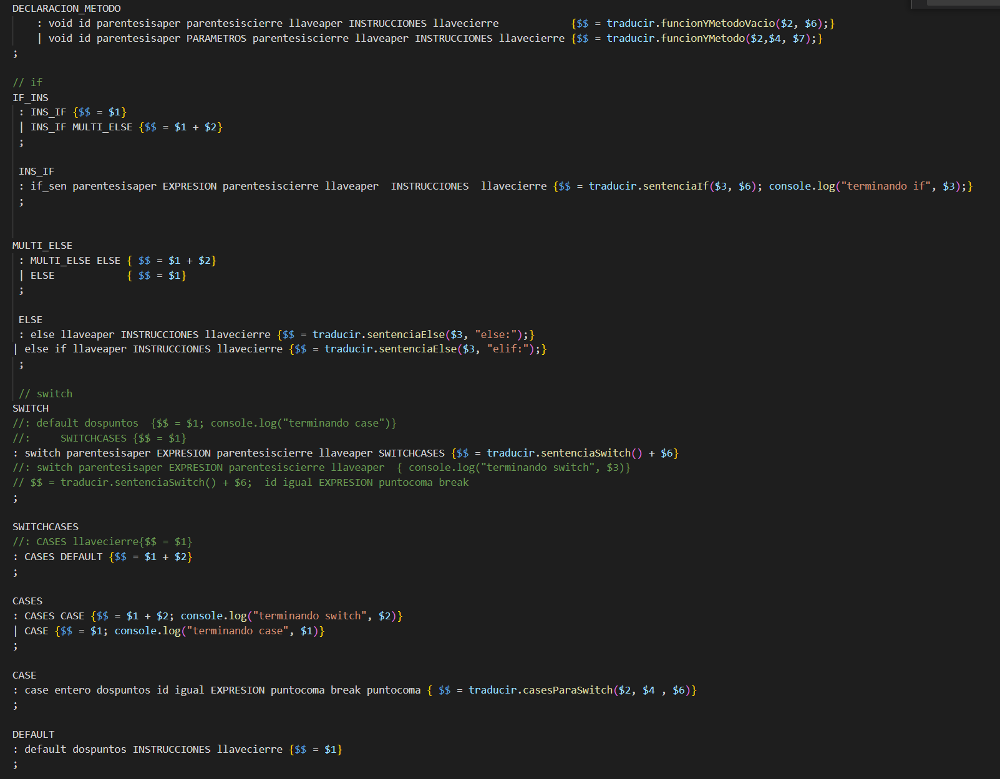 DECLARACION_METODO
    : void id parentesisaper parentesiscierre llaveaper INSTRUCCIONES llavecierre            {$$ = traducir.funcionYMetodoVacio($2, $6);}
    | void id parentesisaper PARAMETROS parentesiscierre llaveaper INSTRUCCIONES llavecierre {$$ = traducir.funcionYMetodo($2,$4, $7);}
;
// if
IF_INS
 : INS_IF {$$ = $1}
 | INS_IF MULTI_ELSE {$$ = $1 + $2}
 ;
 INS_IF
 : if_sen parentesisaper EXPRESION parentesiscierre llaveaper  INSTRUCCIONES  llavecierre {$$ = traducir.sentenciaIf($3, $6); console.log("terminando if", $3);}
 ;
MULTI_ELSE
 : MULTI_ELSE ELSE { $$ = $1 + $2}
 | ELSE            { $$ = $1}
 ;
 ELSE
 : else llaveaper INSTRUCCIONES llavecierre {$$ = traducir.sentenciaElse($3, "else:");}
| else if llaveaper INSTRUCCIONES llavecierre {$$ = traducir.sentenciaElse($3, "elif:");}
 ;
 // switch
SWITCH
//: default dospuntos  {$$ = $1; console.log("terminando case")}
//:     SWITCHCASES {$$ = $1}
: switch parentesisaper EXPRESION parentesiscierre llaveaper SWITCHCASES {$$ = traducir.sentenciaSwitch() + $6}
//: switch parentesisaper EXPRESION parentesiscierre llaveaper  { console.log("terminando switch", $3)}
// $$ = traducir.sentenciaSwitch() + $6;  id igual EXPRESION puntocoma break
;
SWITCHCASES
//: CASES llavecierre{$$ = $1}
: CASES DEFAULT {$$ = $1 + $2}
;
CASES
: CASES CASE {$$ = $1 + $2; console.log("terminando switch", $2)}
| CASE {$$ = $1; console.log("terminando case", $1)}
;
CASE
: case entero dospuntos id igual EXPRESION puntocoma break puntocoma { $$ = traducir.casesParaSwitch($2, $4 , $6)}
;
DEFAULT
: default dospuntos INSTRUCCIONES llavecierre {$$ = $1}
;